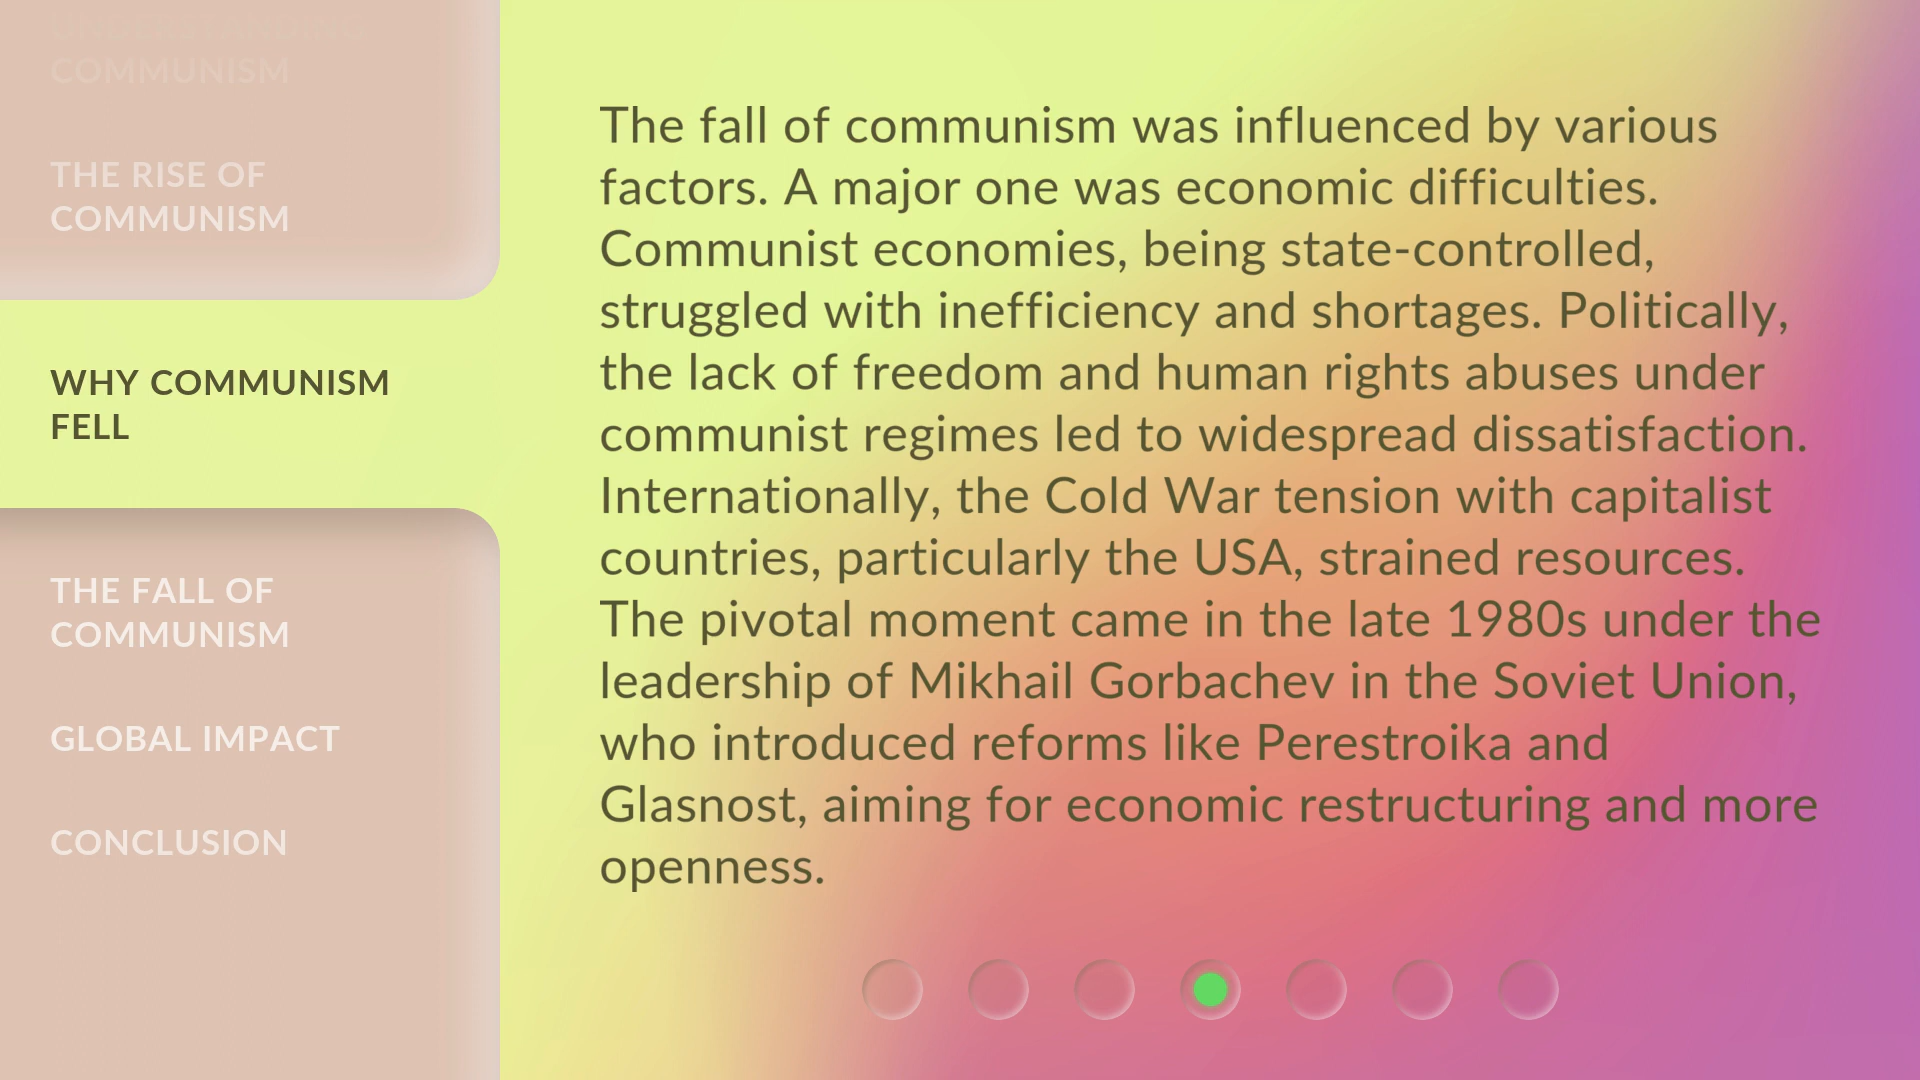 UNDERSTANDING
COMMUNISM
THE RISE OF
COMMUNISM
WHY COMMUNISM
FELL
THE FALL OF
COMMUNISM
GLOBAL IMPACT
CONCLUSION
The fall of communism was influenced by various
factors. A major one was economic difficulties.
Communist economies, being state-controlled,
struggled with inefficiency and shortages. Politically,
the lack of freedom and human rights abuses under
communist regimes led to widespread dissatisfaction.
Internationally, the Cold War tension with capitalist
countries, particularly the USA, strained resources.
The pivotal moment came in the late 1980s under the
leadership of Mikhail Gorbachev in the Soviet Union,
who introduced reforms like Perestroika and
Glasnost, aiming for economic restructuring and more
openness.